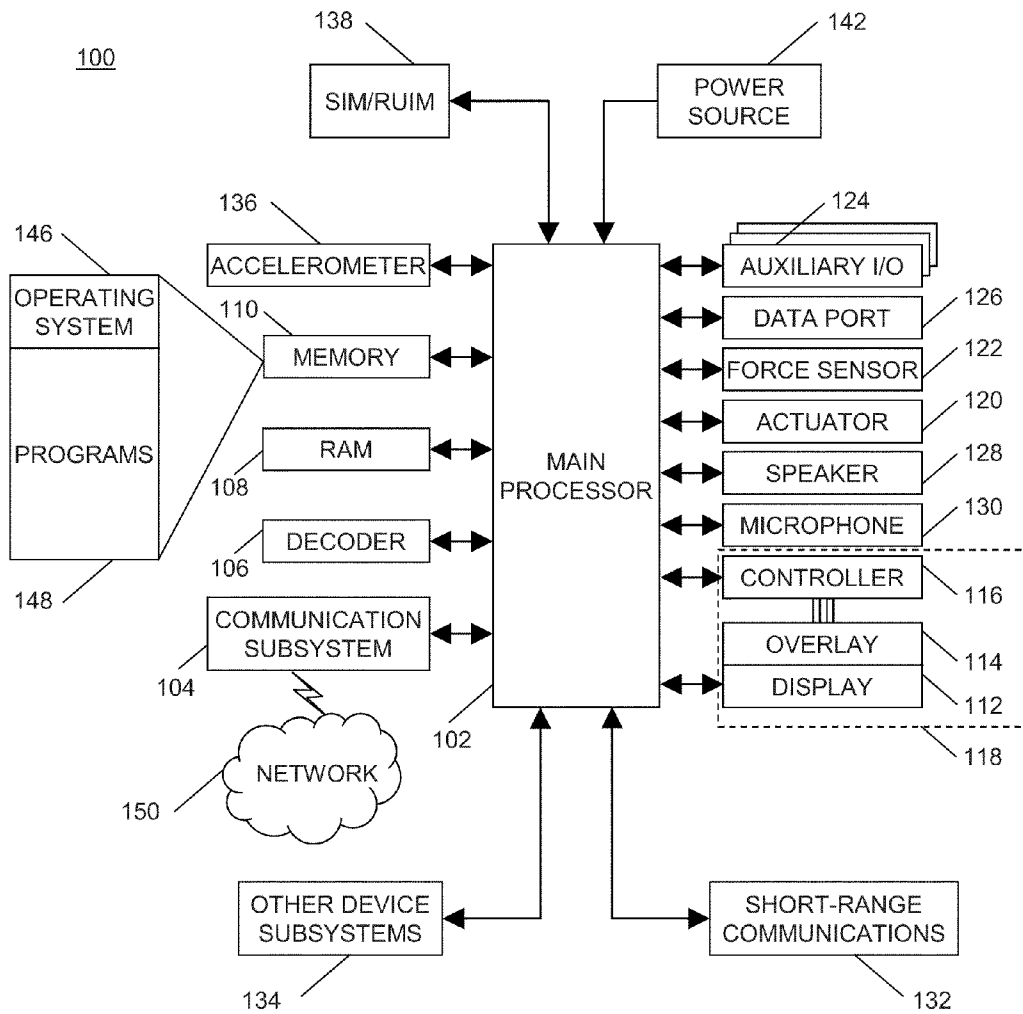 138
142
100
SIM/RUIM
POWER
SOURCE
136
124
146
ACCELEROMETER
AUXILIARY I/O
OPERATING
SYSTEM
110
MEMORY
DATA PORT
126
FORCE SENSOR
122
ACTUATOR
120
PROGRAMS
RAM
108
MAIN
PROCESSOR
SPEAKER
128
MICROPHONE
130
DECODER
106
CONTROLLER
116
148
COMMUNICATION
SUBSYSTEM
104
OVERLAY
114
DISPLAY
112
102
118
NETWORK
150
OTHER DEVICE
SUBSYSTEMS
SHORT-RANGE
COMMUNICATIONS
134
132